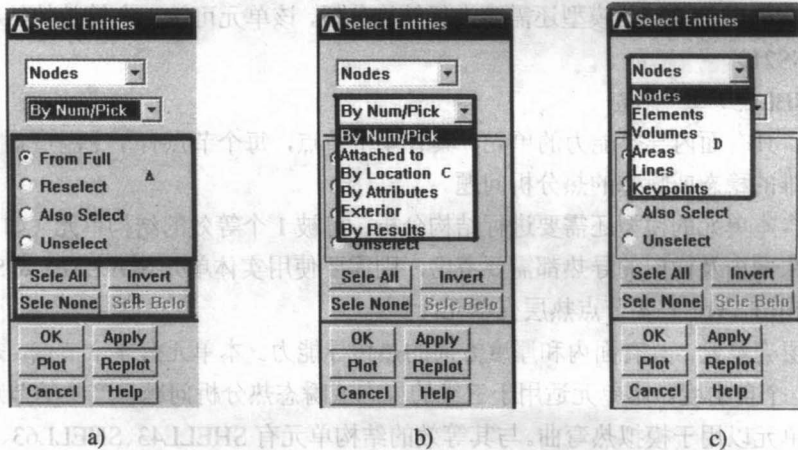 Select Entities
Nodes
By Num/Pick
From Full
A
Reselect
Also Select
Unselect
Sele All Invert
B
Sele None Sele Belo
OK Apply
Plot Replot
Cancel Help
a)
Select Entities
Nodes
By Num/Pick
By Num/Pick
Attached to
By Location C
By Attributes
Exterior
By Results
Unselect
Sele All Invert
Sele None Sele Belo
OK Apply
Plot Replot
Cancel Help
b)
Select Entities
Nodes
Nodes
Elements
Volumes
D
Areas
Lines
Keypoints
Also Select
Unselect
Sele All Invert
Sele None Sele Belo
OK Apply
Plot Replot
Cancel Help
c)